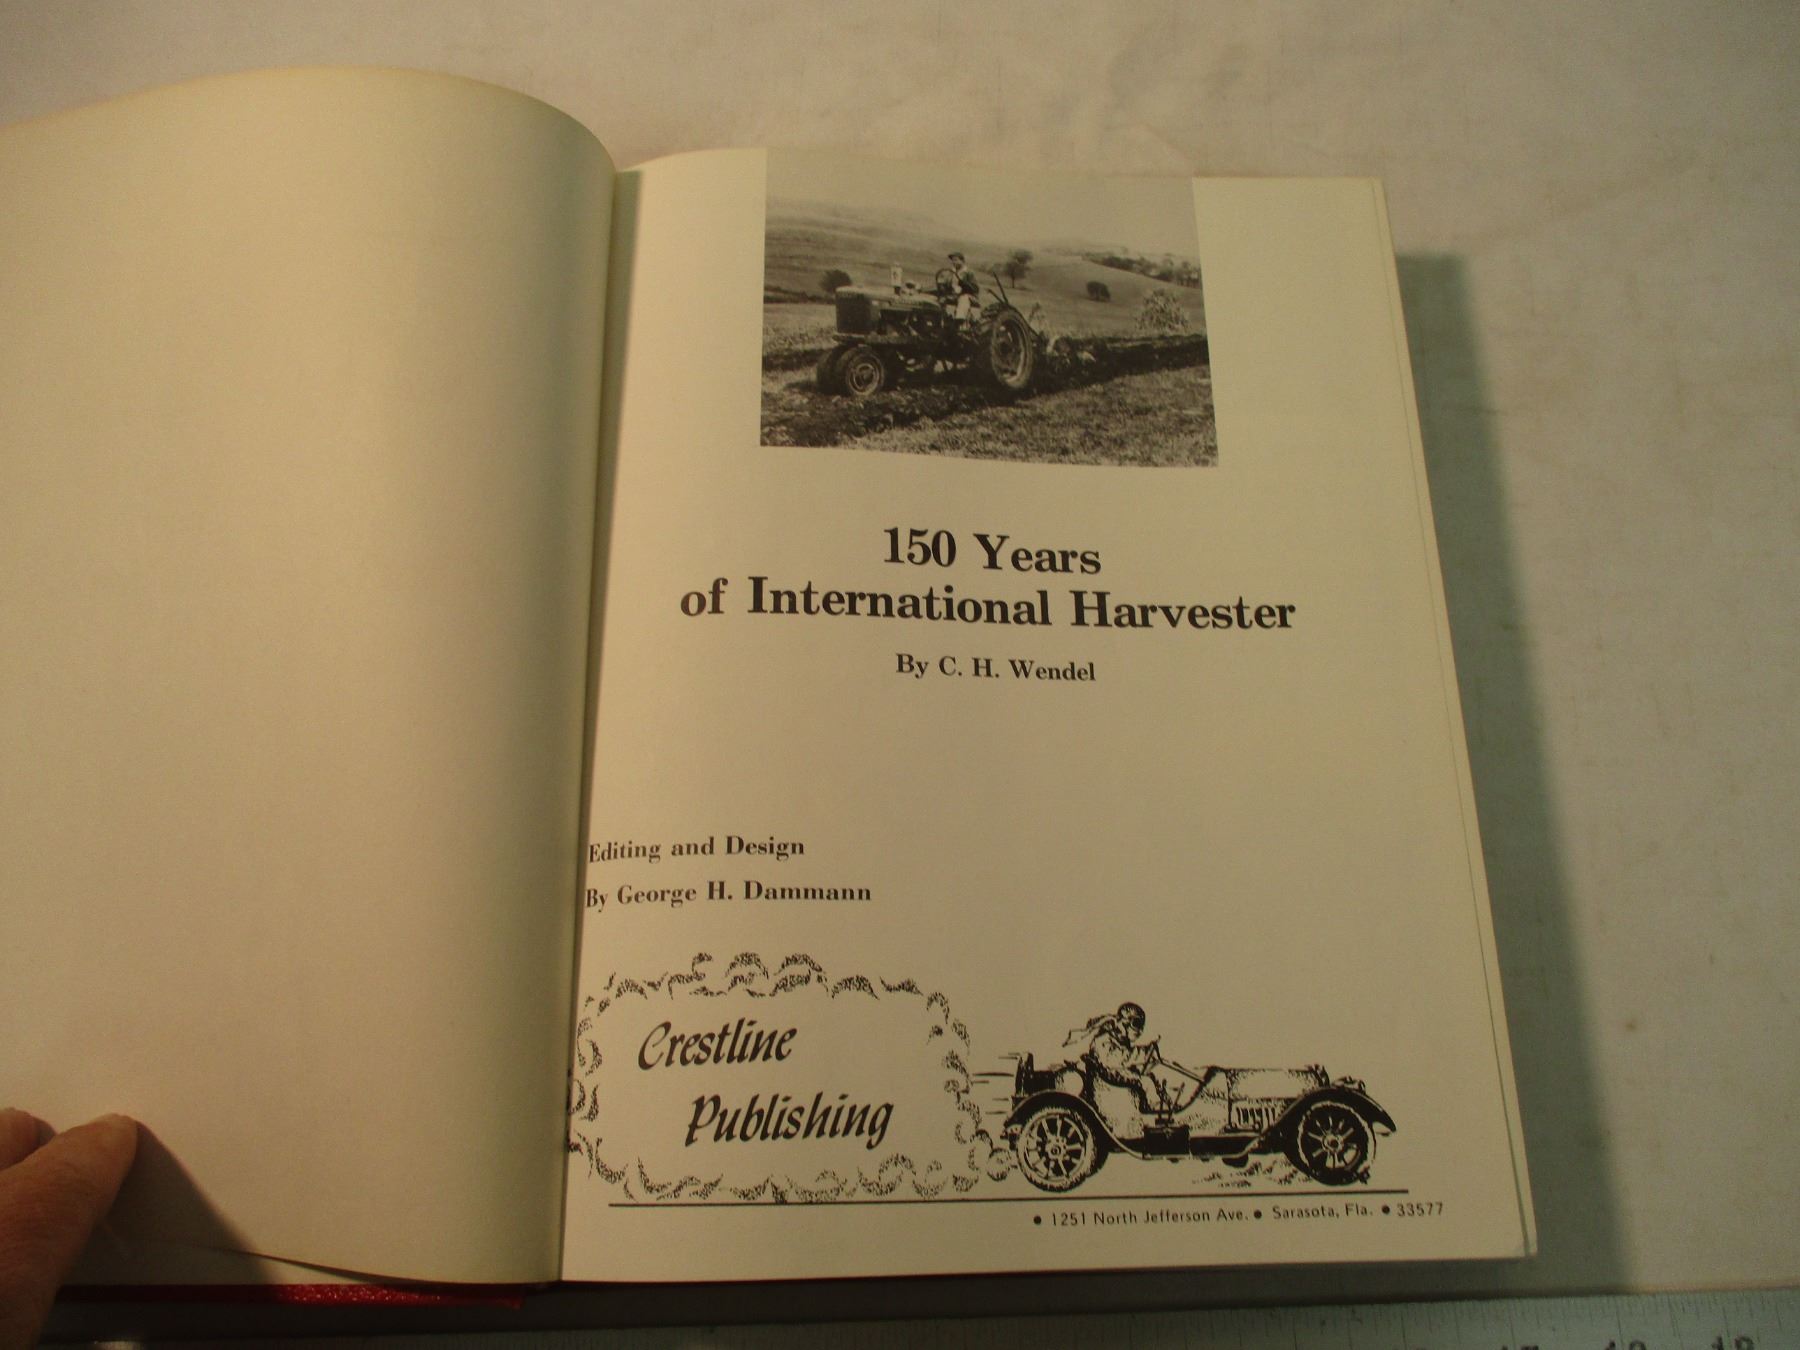 150 Years
of International Harvester
By C. H. Wendel
Editing and Design
By George H. Dammann
Crestline
Publishing
● 1251 North Jefferson Ave. ● Sarasota, Fla. ● 33577